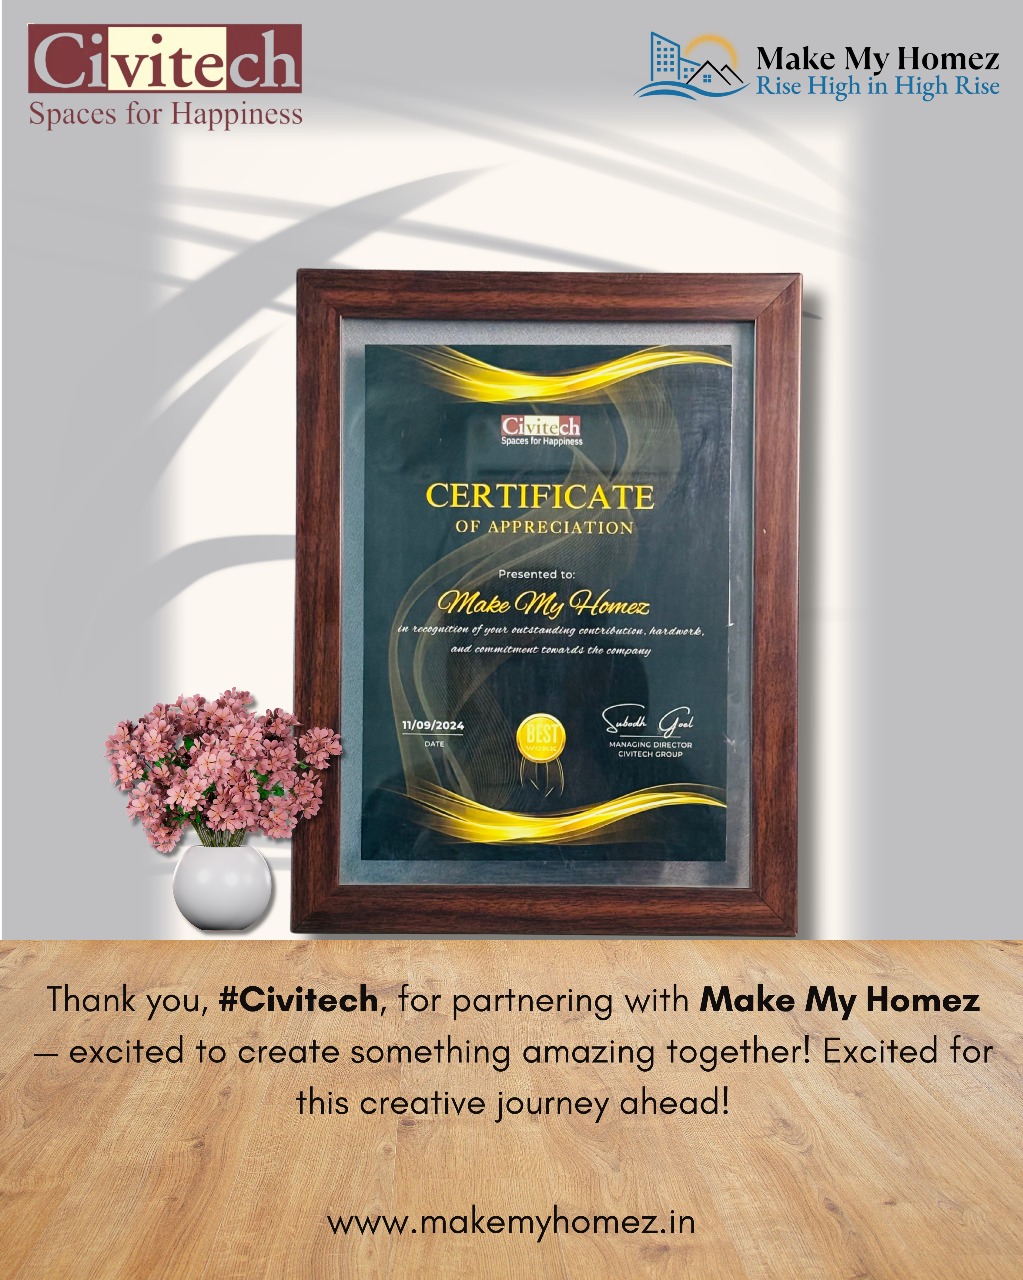 Civitech
Spaces for Happiness
Make My Homez
Rise High in High Rise
Civitech
Spaces for Happiness
CERTIFICATE
OF APPRECIATION
Presented to:
Make My Homez
in recognition of your outstanding contribution, hardwork,
and commitment towards the company
11/09/2024
DATE
BEST
WORK
Subodh Goel
MANAGING DIRECTOR
CIVITECH GROUP
Thank you, #Civitech, for partnering with Make My Homez
— excited to create something amazing together! Excited for
this creative journey ahead!
www.makemyhomez.in